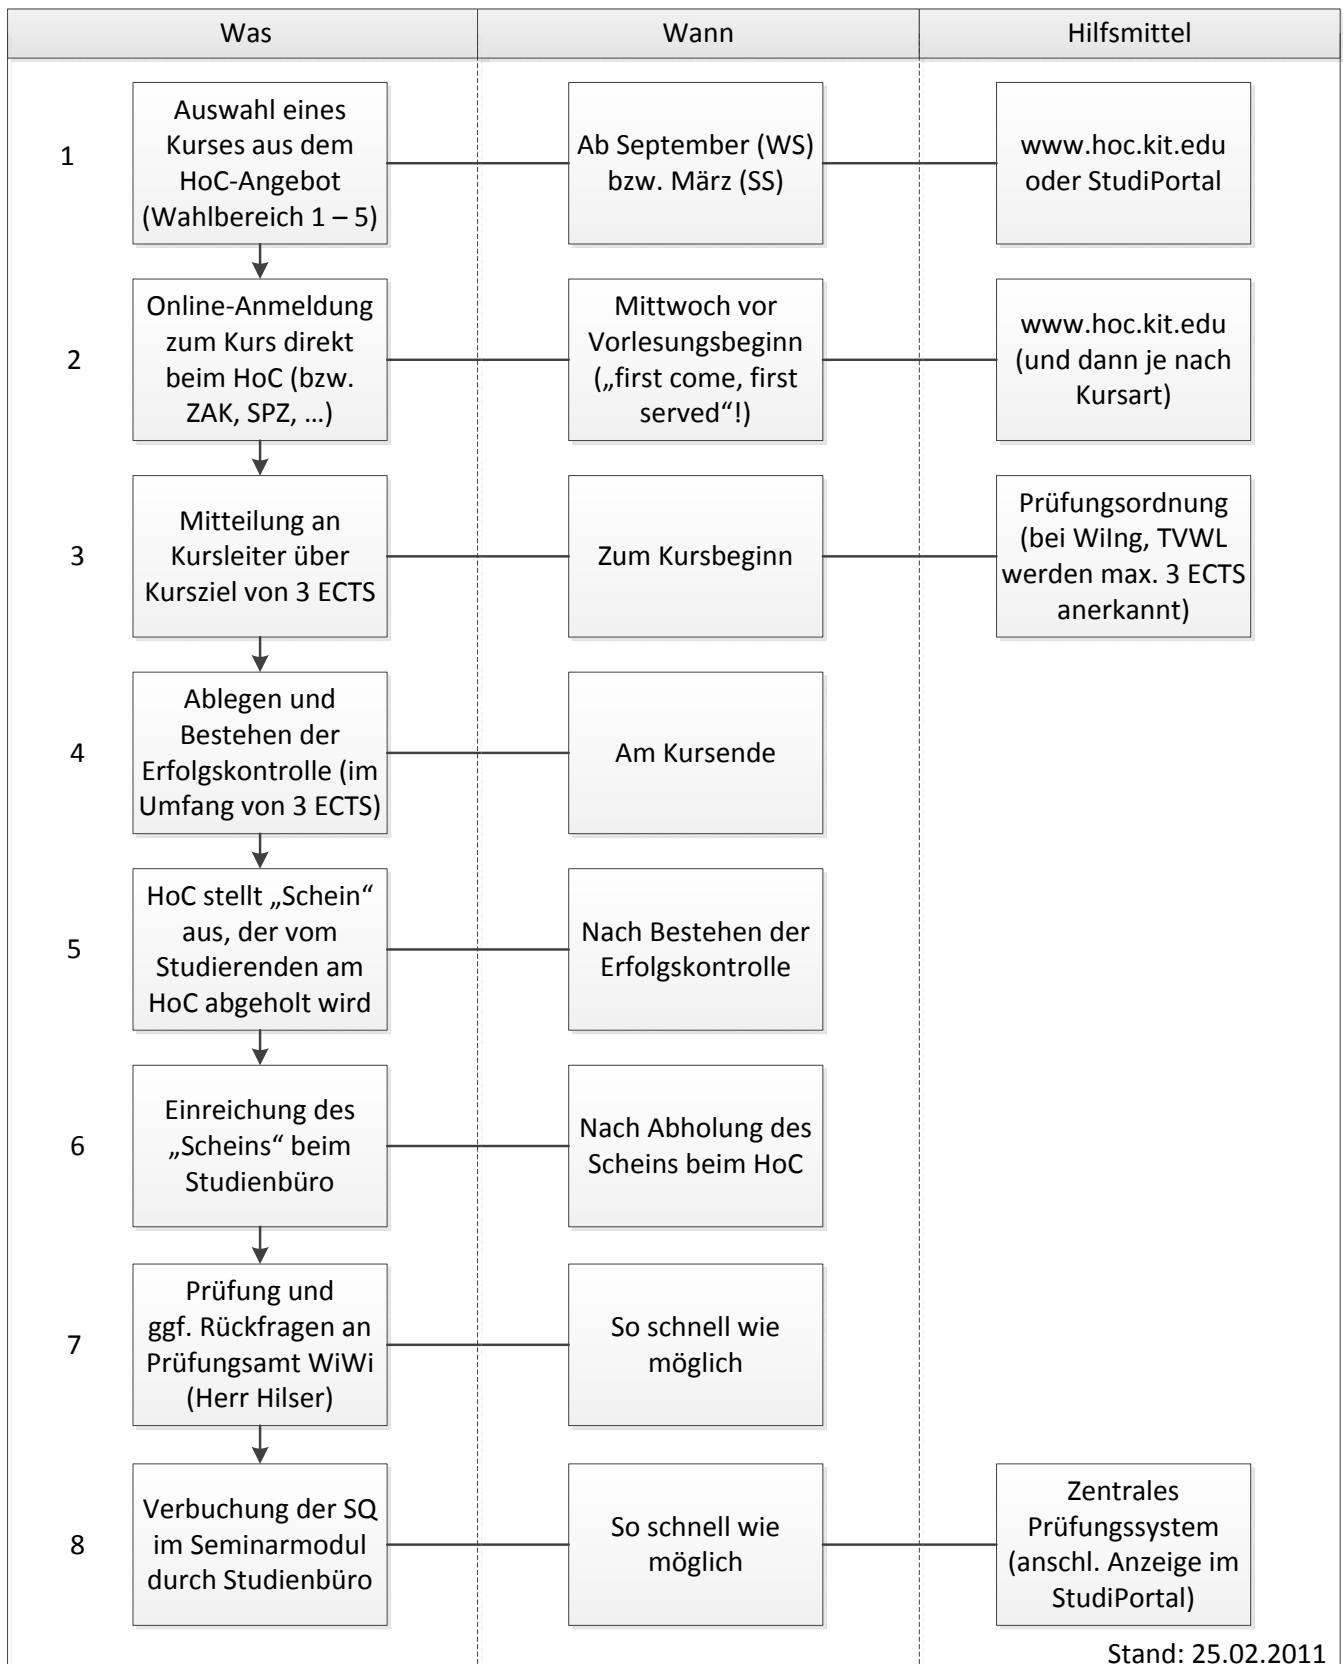 Was
Wann
Hilfsmittel
1
Auswahl eines
Kurses aus dem
HoC-Angebot
(Wahlbereich 1 – 5)
Ab September (WS)
bzw. März (SS)
www.hoc.kit.edu
oder StudiPortal
2
Online-Anmeldung
zum Kurs direkt
beim HoC (bzw.
ZAK, SPZ, …)
Mittwoch vor
Vorlesungsbeginn
(„first come, first
served“!)
www.hoc.kit.edu
(und dann je nach
Kursart)
3
Mitteilung an
Kursleiter über
Kursziel von 3 ECTS
Zum Kursbeginn
Prüfungsordnung
(bei WiIng, TVWL
werden max. 3 ECTS
anerkannt)
4
Ablegen und
Bestehen der
Erfolgskontrolle (im
Umfang von 3 ECTS)
Am Kursende
5
HoC stellt „Schein“
aus, der vom
Studierenden am
HoC abgeholt wird
Nach Bestehen der
Erfolgskontrolle
6
Einreichung des
„Scheins“ beim
Studienbüro
Nach Abholung des
Scheins beim HoC
7
Prüfung und
ggf. Rückfragen an
Prüfungsamt WiWi
(Herr Hilser)
So schnell wie
möglich
8
Verbuchung der SQ
im Seminarmodul
durch Studienbüro
So schnell wie
möglich
Zentrales
Prüfungssystem
(anschl. Anzeige im
StudiPortal)
Stand: 25.02.2011